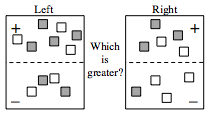 Left
Right
+
Which
is
greater?
+
−
−